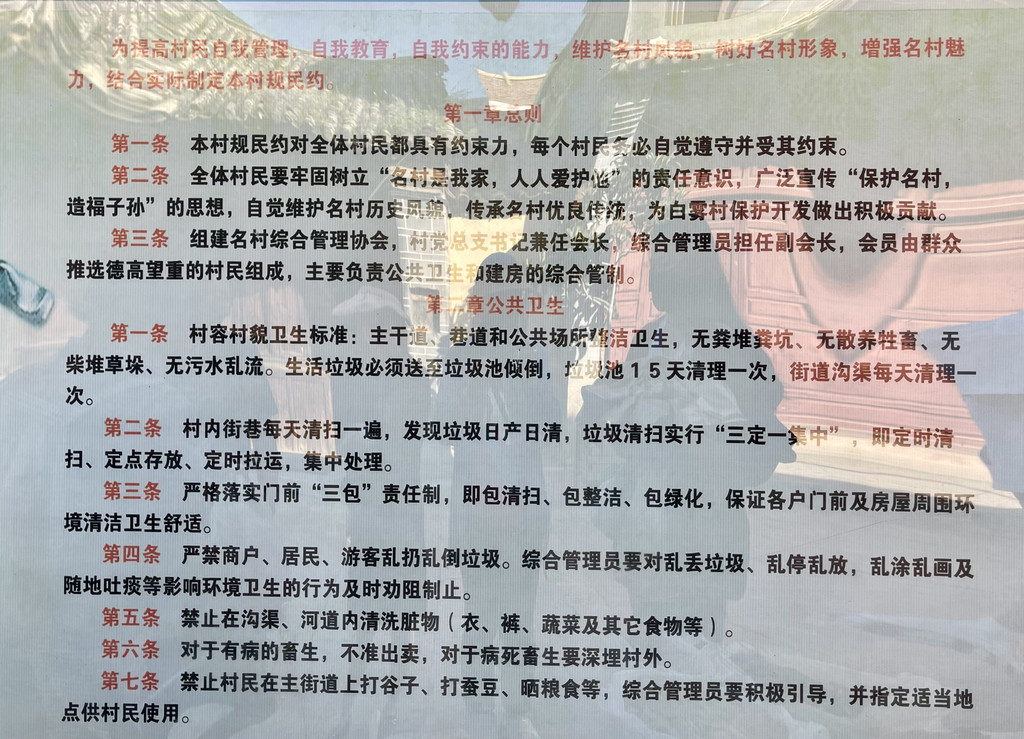 为提高村民自我管理，自我教育，自我约束的能力，维护名村风貌，树好名村形象，增强名村魅
力，结合实际制定本村规民约。
第一章总则
第一条 本村规民约对全体村民都具有约束力，每个村民务必自觉遵守并受其约束。
第二条 全体村民要牢固树立“名村是我家，人人爱护他”的责任意识，广泛宣传“保护名村，
造福子孙”的思想，自觉维护名村历史风貌，传承名村优良传统，为白雾村保护开发做出积极贡献。
第三条 组建名村综合管理协会，村党总支书记兼任会长，综合管理员担任副会长，会员由群众
推选德高望重的村民组成，主要负责公共卫生和建房的综合管制。
第二章公共卫生
第一条 村容村貌卫生标准：主干道、巷道和公共场所整洁卫生，无粪堆粪坑、无散养牲畜、无
柴堆草垛、无污水乱流。生活垃圾必须送至垃圾池倾倒，垃圾池15天清理一次，街道沟渠每天清理一
次。
第二条 村内街巷每天清扫一遍，发现垃圾日产日清，垃圾清扫实行“三定一集中”，即定时清
扫、定点存放、定时拉运，集中处理。
第三条 严格落实门前“三包”责任制，即包清扫、包整洁、包绿化，保证各户门前及房屋周围环
境清洁卫生舒适。
第四条 严禁商户、居民、游客乱扔乱倒垃圾。综合管理员要对乱丢垃圾、乱停乱放，乱涂乱画及
随地吐痰等影响环境卫生的行为及时劝阻制止。
第五条 禁止在沟渠、河道内清洗脏物（衣、裤、蔬菜及其它食物等）。
第六条 对于有病的畜生，不准出卖，对于病死畜生要深埋村外。
第七条 禁止村民在主街道上打谷子、打蚕豆、晒粮食等，综合管理员要积极引导，并指定适当地
点供村民使用。